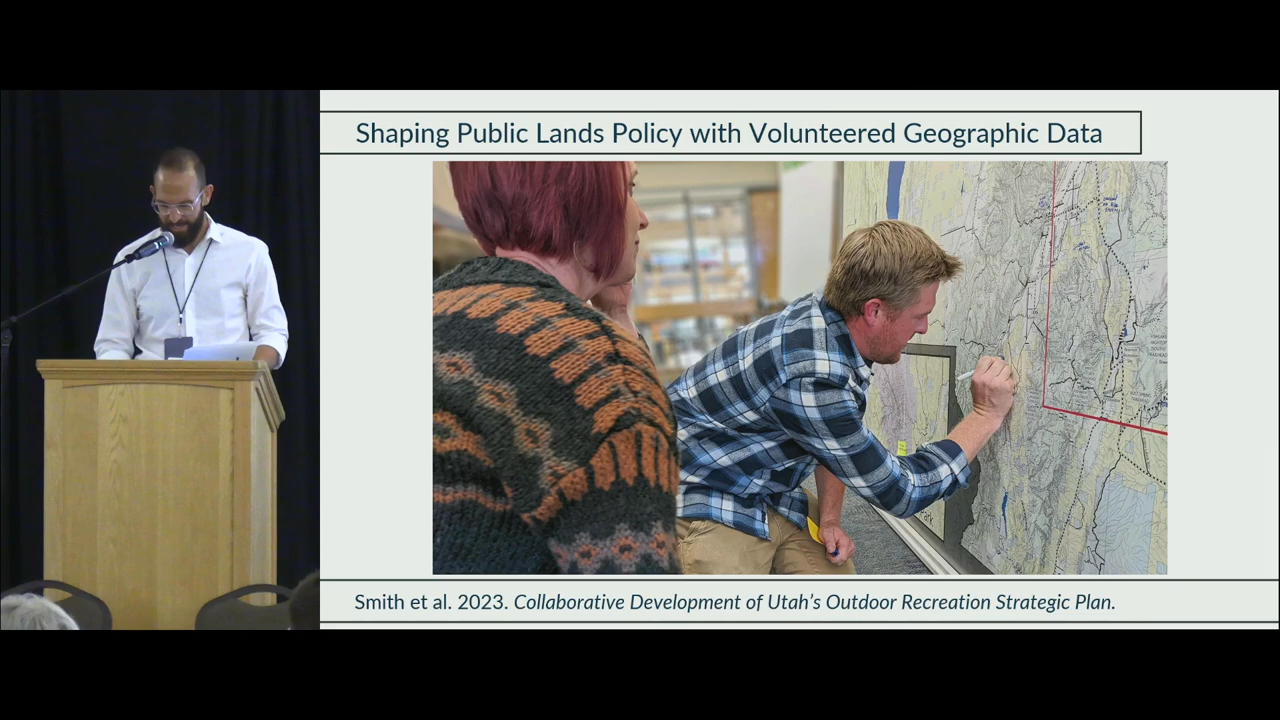 Shaping Public Lands Policy with Volunteered Geographic Data
Smith et al. 2023. Collaborative Development of Utah's Outdoor Recreation Strategic Plan.